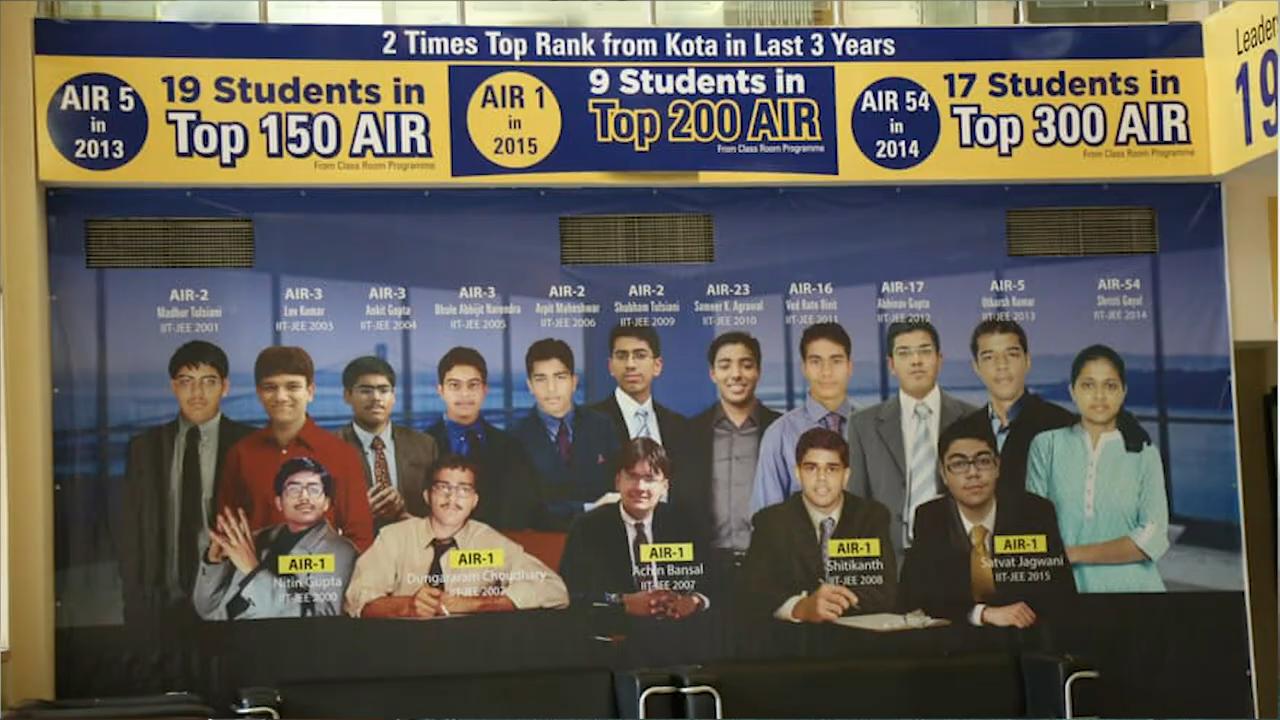 2 Times Top Rank from Kota in Last 3 Years
AIR 5
in
2013
19 Students in
Top 150 AIR
From Class Room Programme
AIR 1
in
2015
9 Students in
Top 200 AIR
From Class Room Programme
AIR 54
in
2014
17 Students in
Top 300 AIR
From Class Room Programme
Leader
19
AIR-2
Madhur Tulsiani
IIT-JEE 2001
AIR-3
Lav Kumar
IIT-JEE 2003
AIR-3
Ankit Gupta
IIT-JEE 2004
AIR-3
Bhole Abhijit Narendra
IIT-JEE 2005
AIR-2
Arpit Maheshwar
IIT-JEE 2006
AIR-2
Shubham Tulsiani
IIT-JEE 2009
AIR-23
Sameer K. Agrawal
IIT-JEE 2010
AIR-16
Ved Ratn
IIT-JEE 2011
AIR-17
Abhinav Gupta
IIT-JEE 2012
AIR-5
Utkarsh Kumar
IIT-JEE 2013
AIR-54
Shristi Goyal
IIT-JEE 2014
AIR-1
Nitin Gupta
IIT-JEE 2000
AIR-1
Dungararam Choudhary
IIT-JEE 2002
AIR-1
Achin Bansal
IIT-JEE 2007
AIR-1
Shitikanth
IIT-JEE 2008
AIR-1
Satvat Jagwani
IIT-JEE 2015